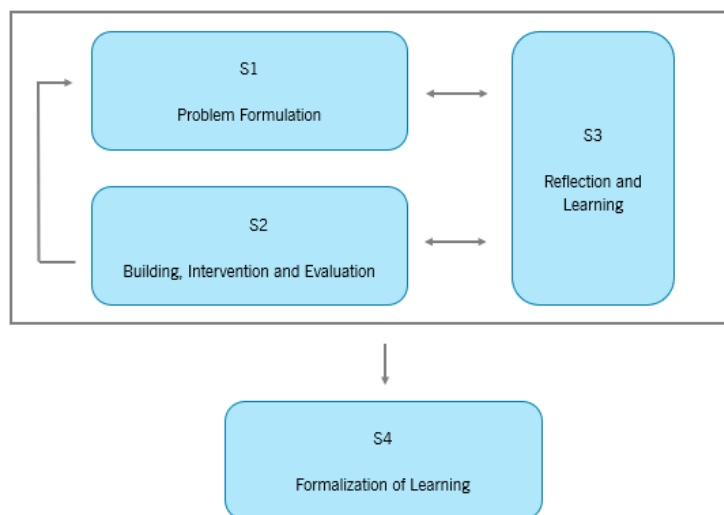 S1
Problem Formulation
S2
Building, Intervention and Evaluation
S3
Reflection and
Learning
S4
Formalization of Learning